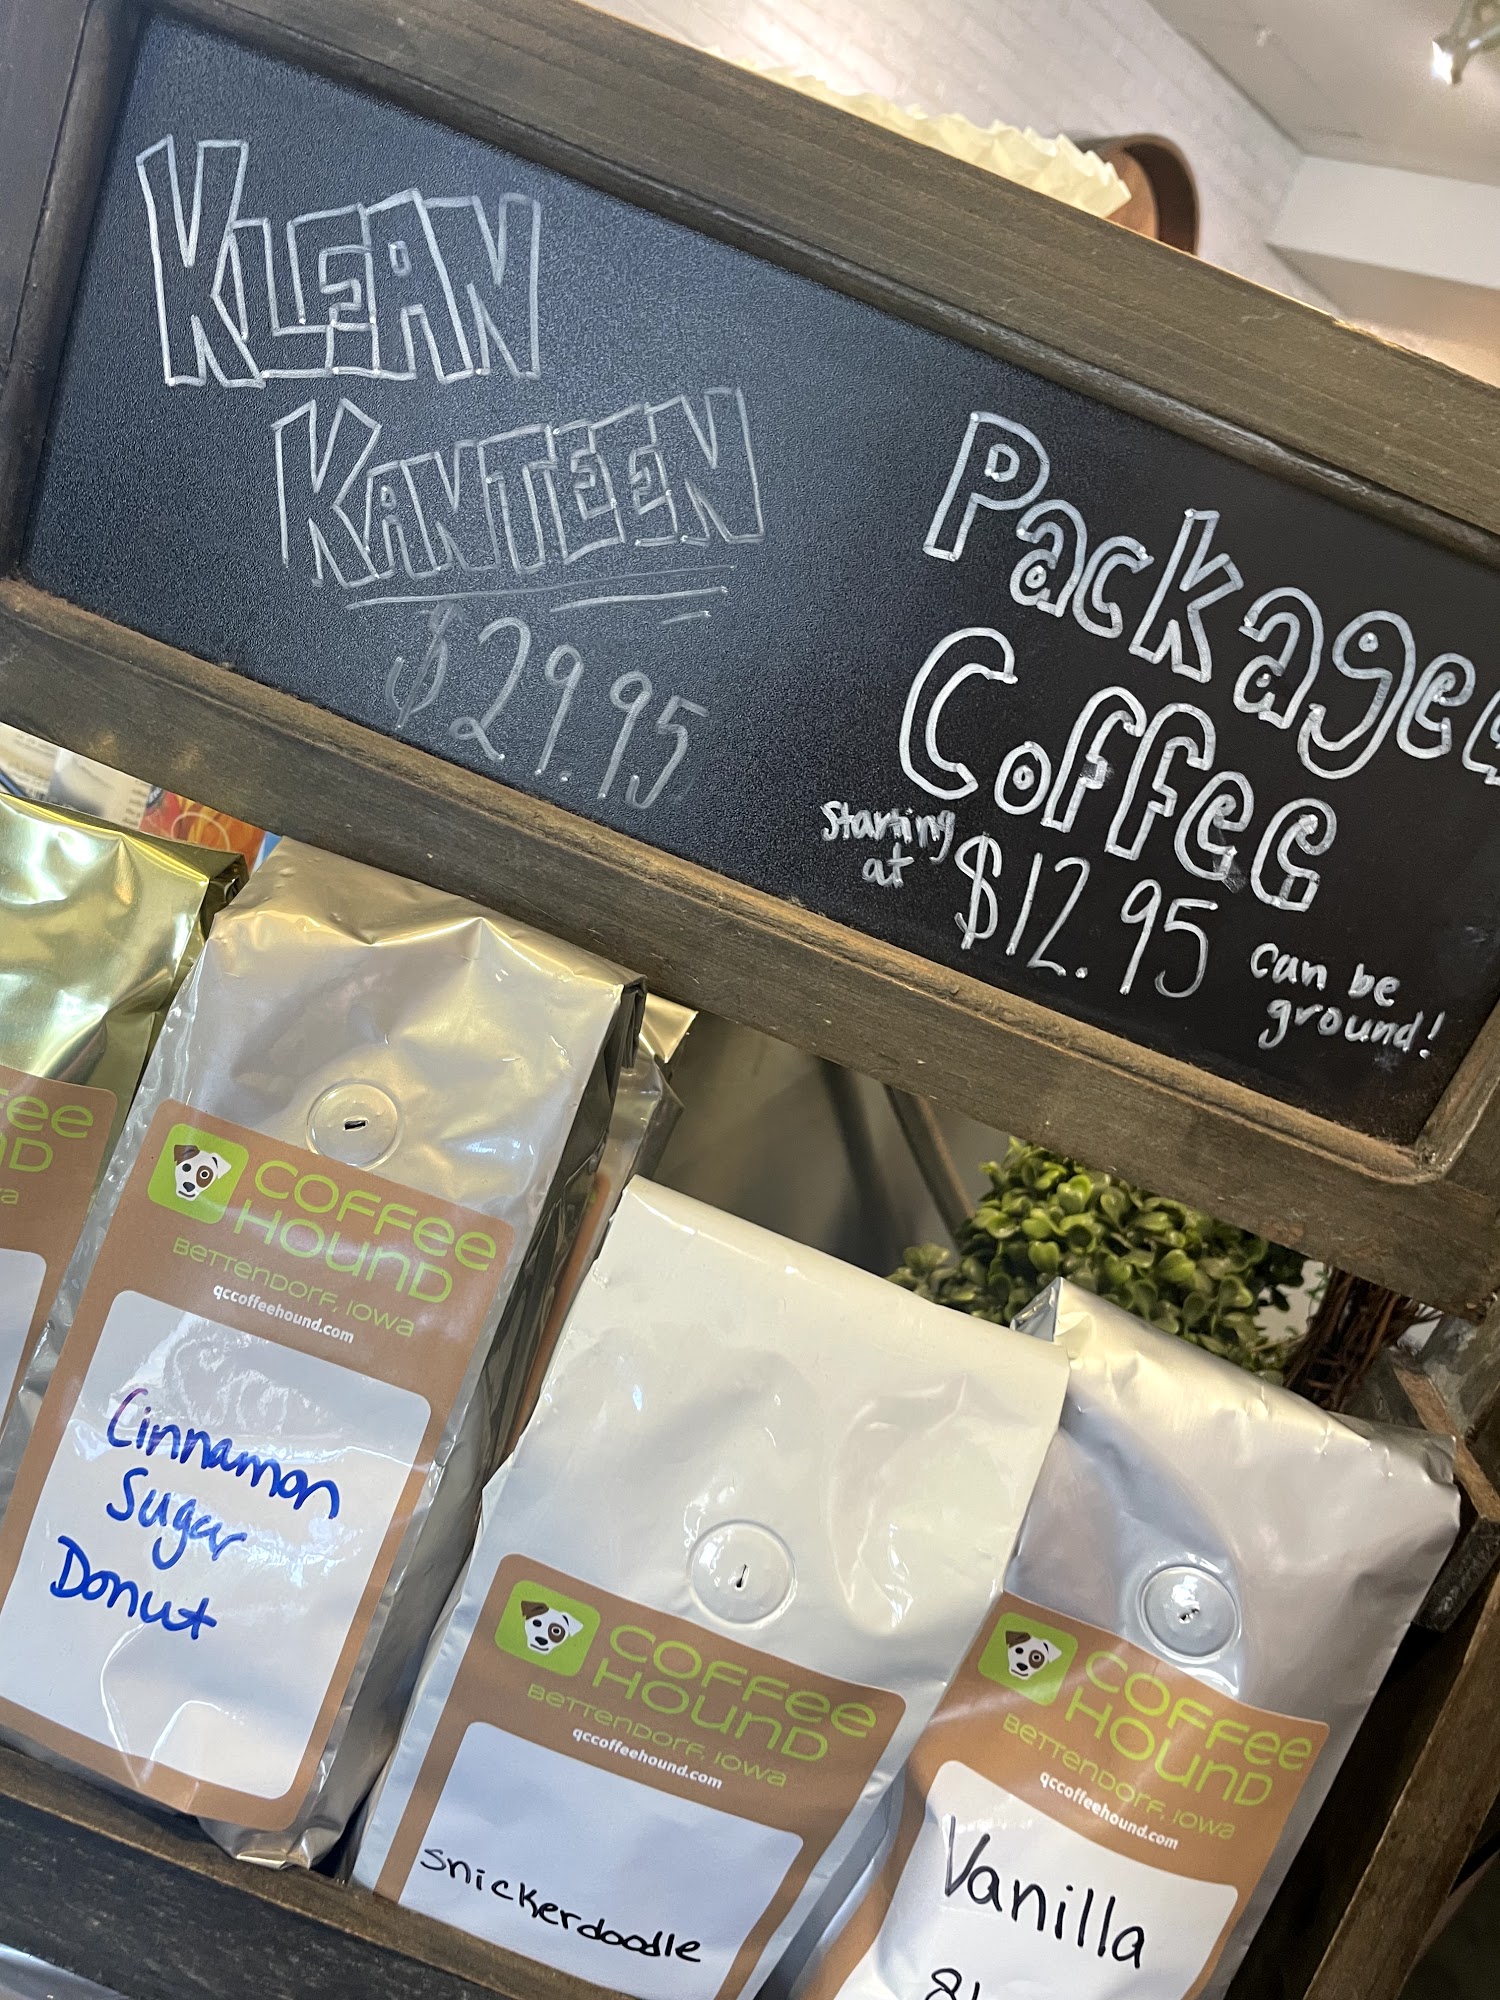 KLEAN
KANTEEN
$29.95
Packaged
Coffee
starting
at
$12.95
can be
ground!
COFFEE
HOUND
BETTENDORF, IOWA
qccoffeehound.com
Cinnamon
Sugar
Donut
COFFEE
HOUND
BETTENDORF, IOWA
qccoffeehound.com
snickerdoodle
COFFEE
HOUND
BETTENDORF, IOWA
qccoffeehound.com
Vanilla